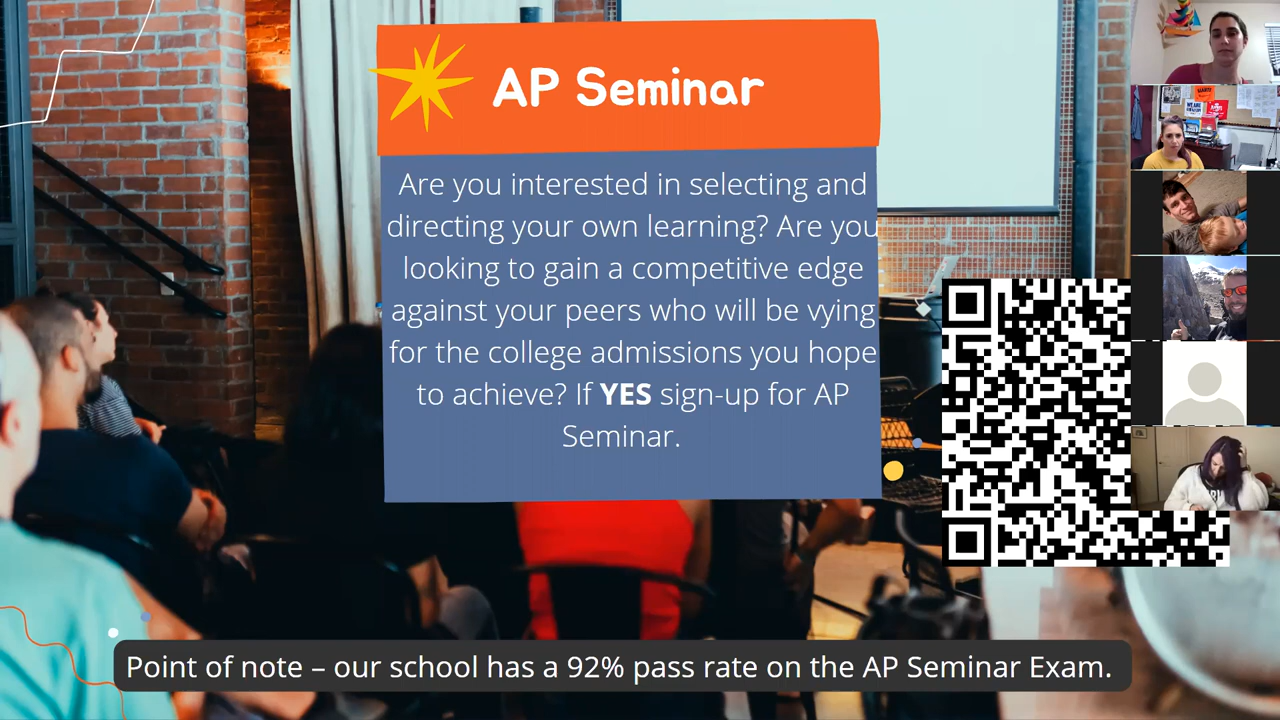 AP Seminar
Are you interested in selecting and
directing your own learning? Are you
looking to gain a competitive edge
against your peers who will be vying
for the college admissions you hope
to achieve? If YES sign-up for AP
Seminar.
Point of note – our school has a 92% pass rate on the AP Seminar Exam.